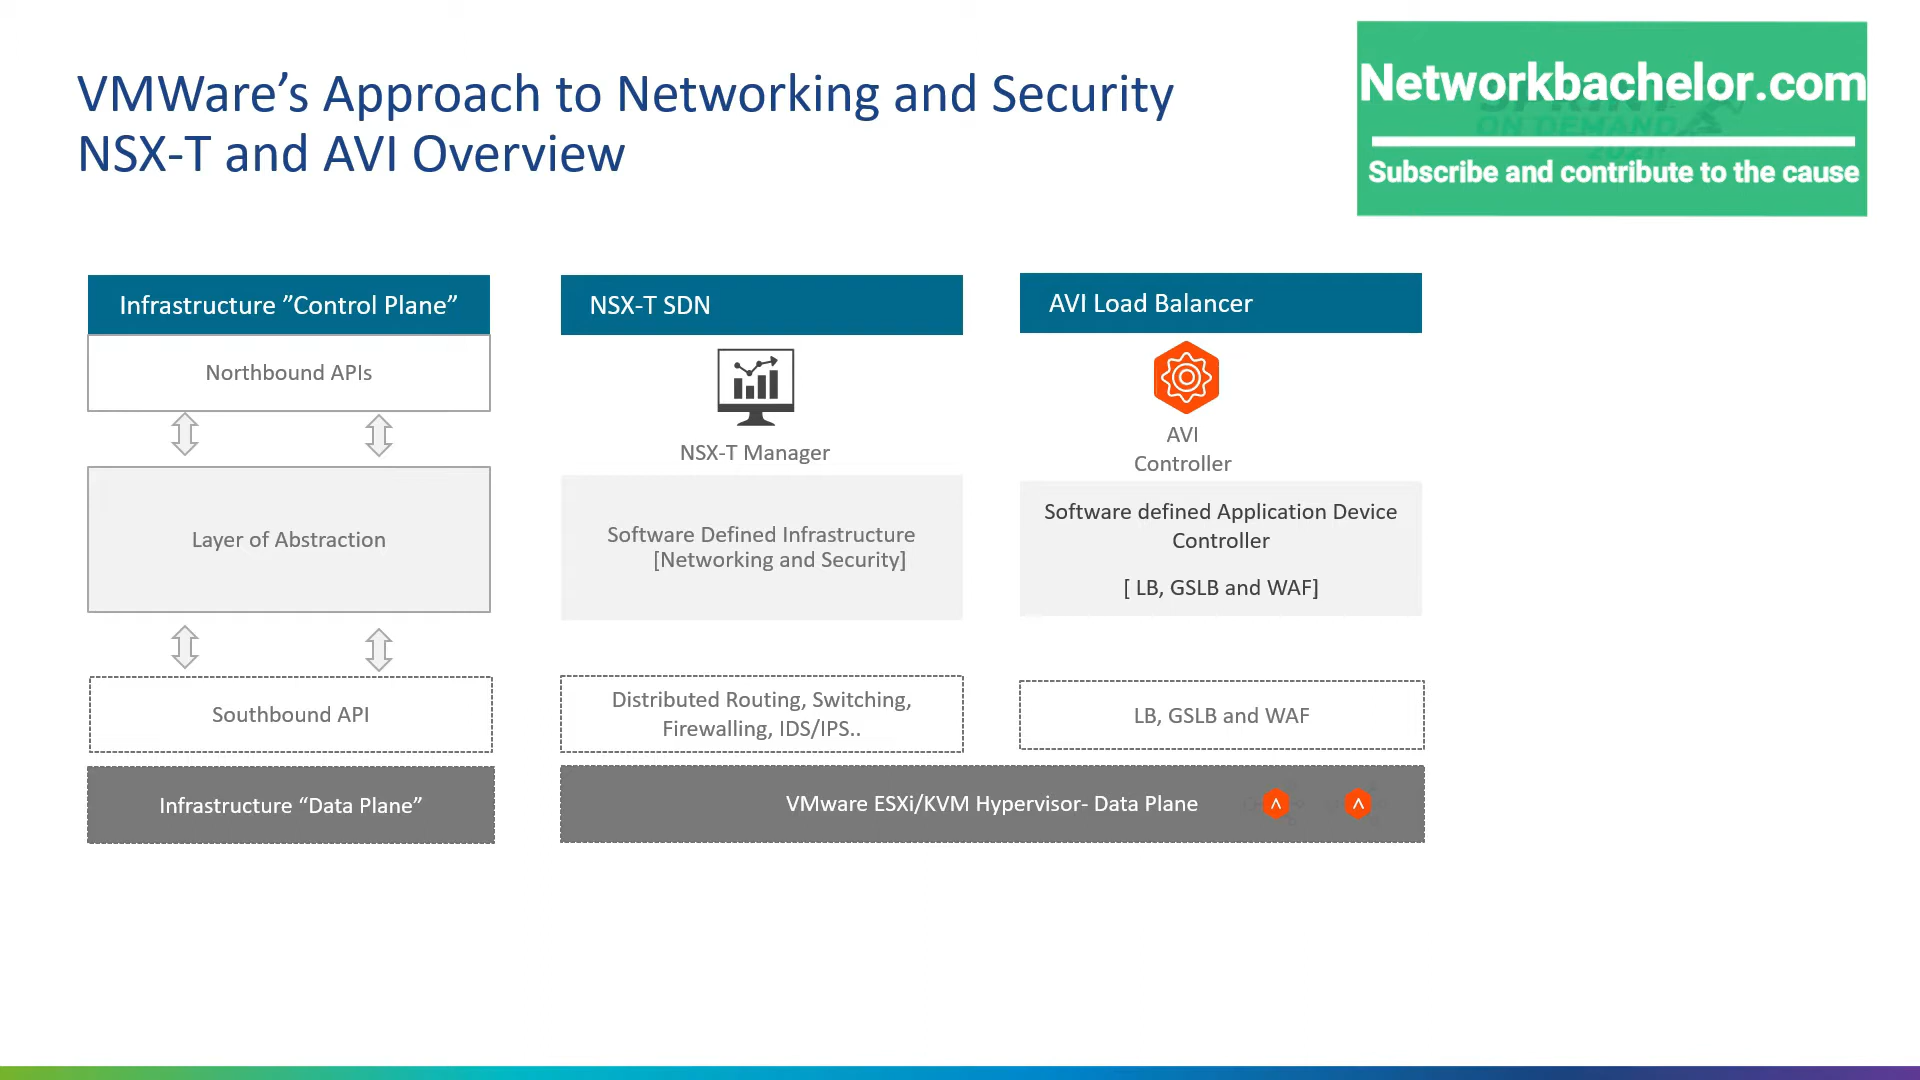 VMWare’s Approach to Networking and Security
NSX-T and AVI Overview
Networkbachelor.com
ON DEMAND
Subscribe and contribute to the cause
Infrastructure ”Control Plane”
Northbound APIs
Layer of Abstraction
Southbound API
Infrastructure “Data Plane”
NSX-T SDN
NSX-T Manager
Software Defined Infrastructure
[Networking and Security]
Distributed Routing, Switching,
Firewalling, IDS/IPS..
AVI Load Balancer
AVI
Controller
Software defined Application Device
Controller
[ LB, GSLB and WAF]
LB, GSLB and WAF
VMware ESXi/KVM Hypervisor- Data Plane